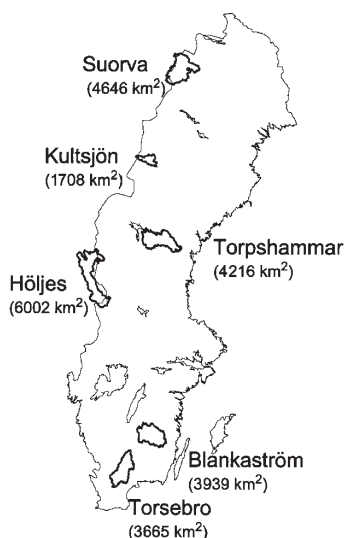 Suorva
(4646 km²)
Kultsjön
(1708 km²)
Torpshammar
(4216 km²)
Höljes
(6002 km²)
Blankaström
(3939 km²)
Torsebro
(3665 km²)